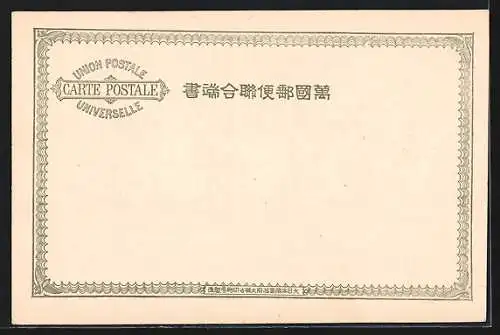 UNION POSTALE
CARTE POSTALE
UNIVERSELLE
書端合聯便郵國萬